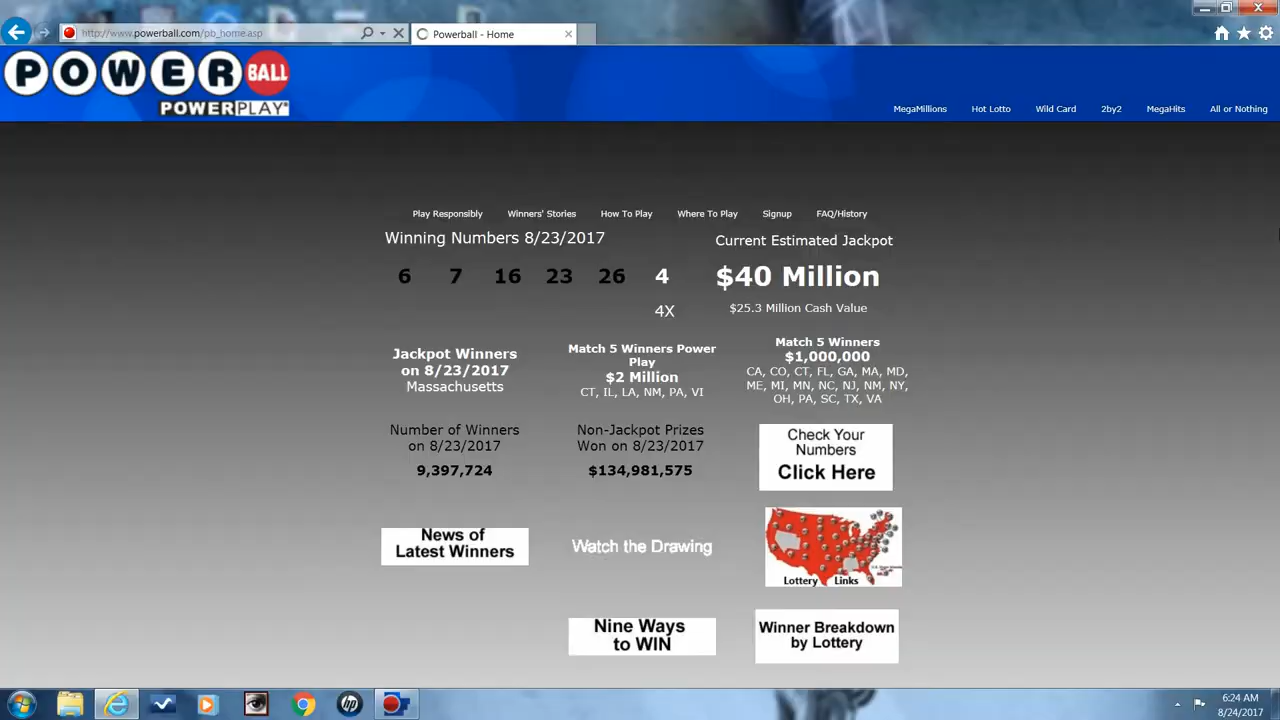 http://www.powerball.com/pb_home.asp
Powerball - Home
POWERBALL
POWERPLAY
MegaMillions Hot Lotto Wild Card 2by2 MegaHits All or Nothing
Play Responsibly Winners' Stories How To Play Where To Play Signup FAQ/History
Winning Numbers 8/23/2017
6 7 16 23 26 4
4X
Current Estimated Jackpot
$40 Million
$25.3 Million Cash Value
Jackpot Winners
on 8/23/2017
Massachusetts
Match 5 Winners Power
Play
$2 Million
CT, IL, LA, NM, PA, VI
Match 5 Winners
$1,000,000
CA, CO, CT, FL, GA, MA, MD,
ME, MI, MN, NC, NJ, NM, NY,
OH, PA, SC, TX, VA
Number of Winners
on 8/23/2017
9,397,724
Non-Jackpot Prizes
Won on 8/23/2017
$134,981,575
Check Your
Numbers
Click Here
News of
Latest Winners
Watch the Drawing
Lottery Links
Nine Ways
to WIN
Winner Breakdown
by Lottery
hp
6:24 AM
8/24/2017